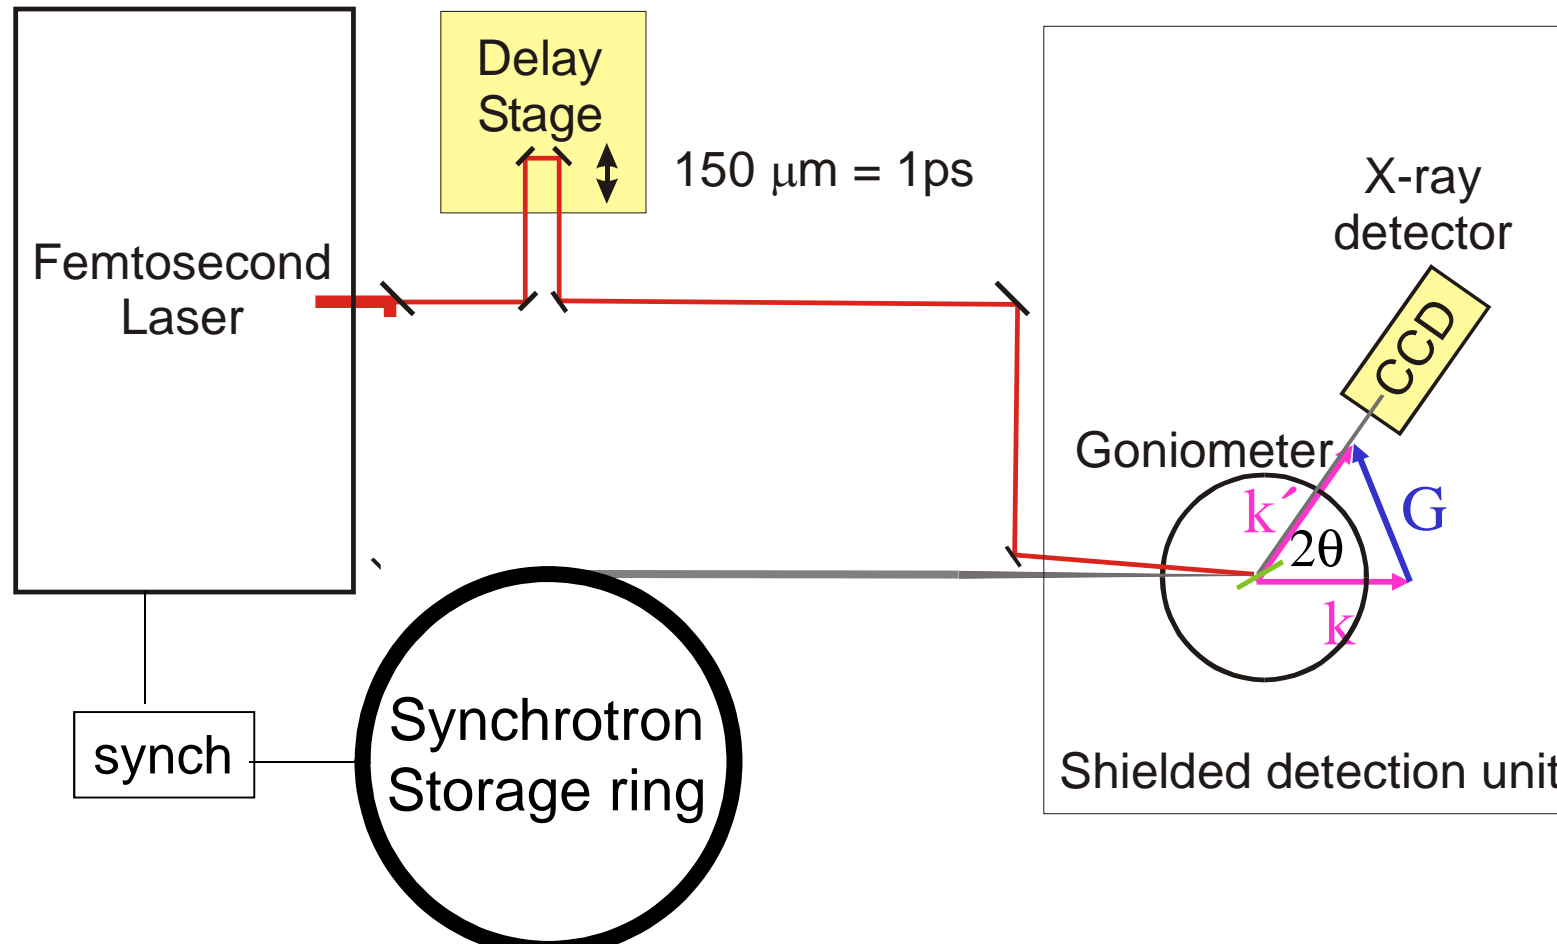 Delay
Stage
150 μm = 1ps
X-ray
detector
Femtosecond
Laser
CCD
Goniometer
k´
G
2θ
k
Synchrotron
Storage ring
synch
Shielded detection unit